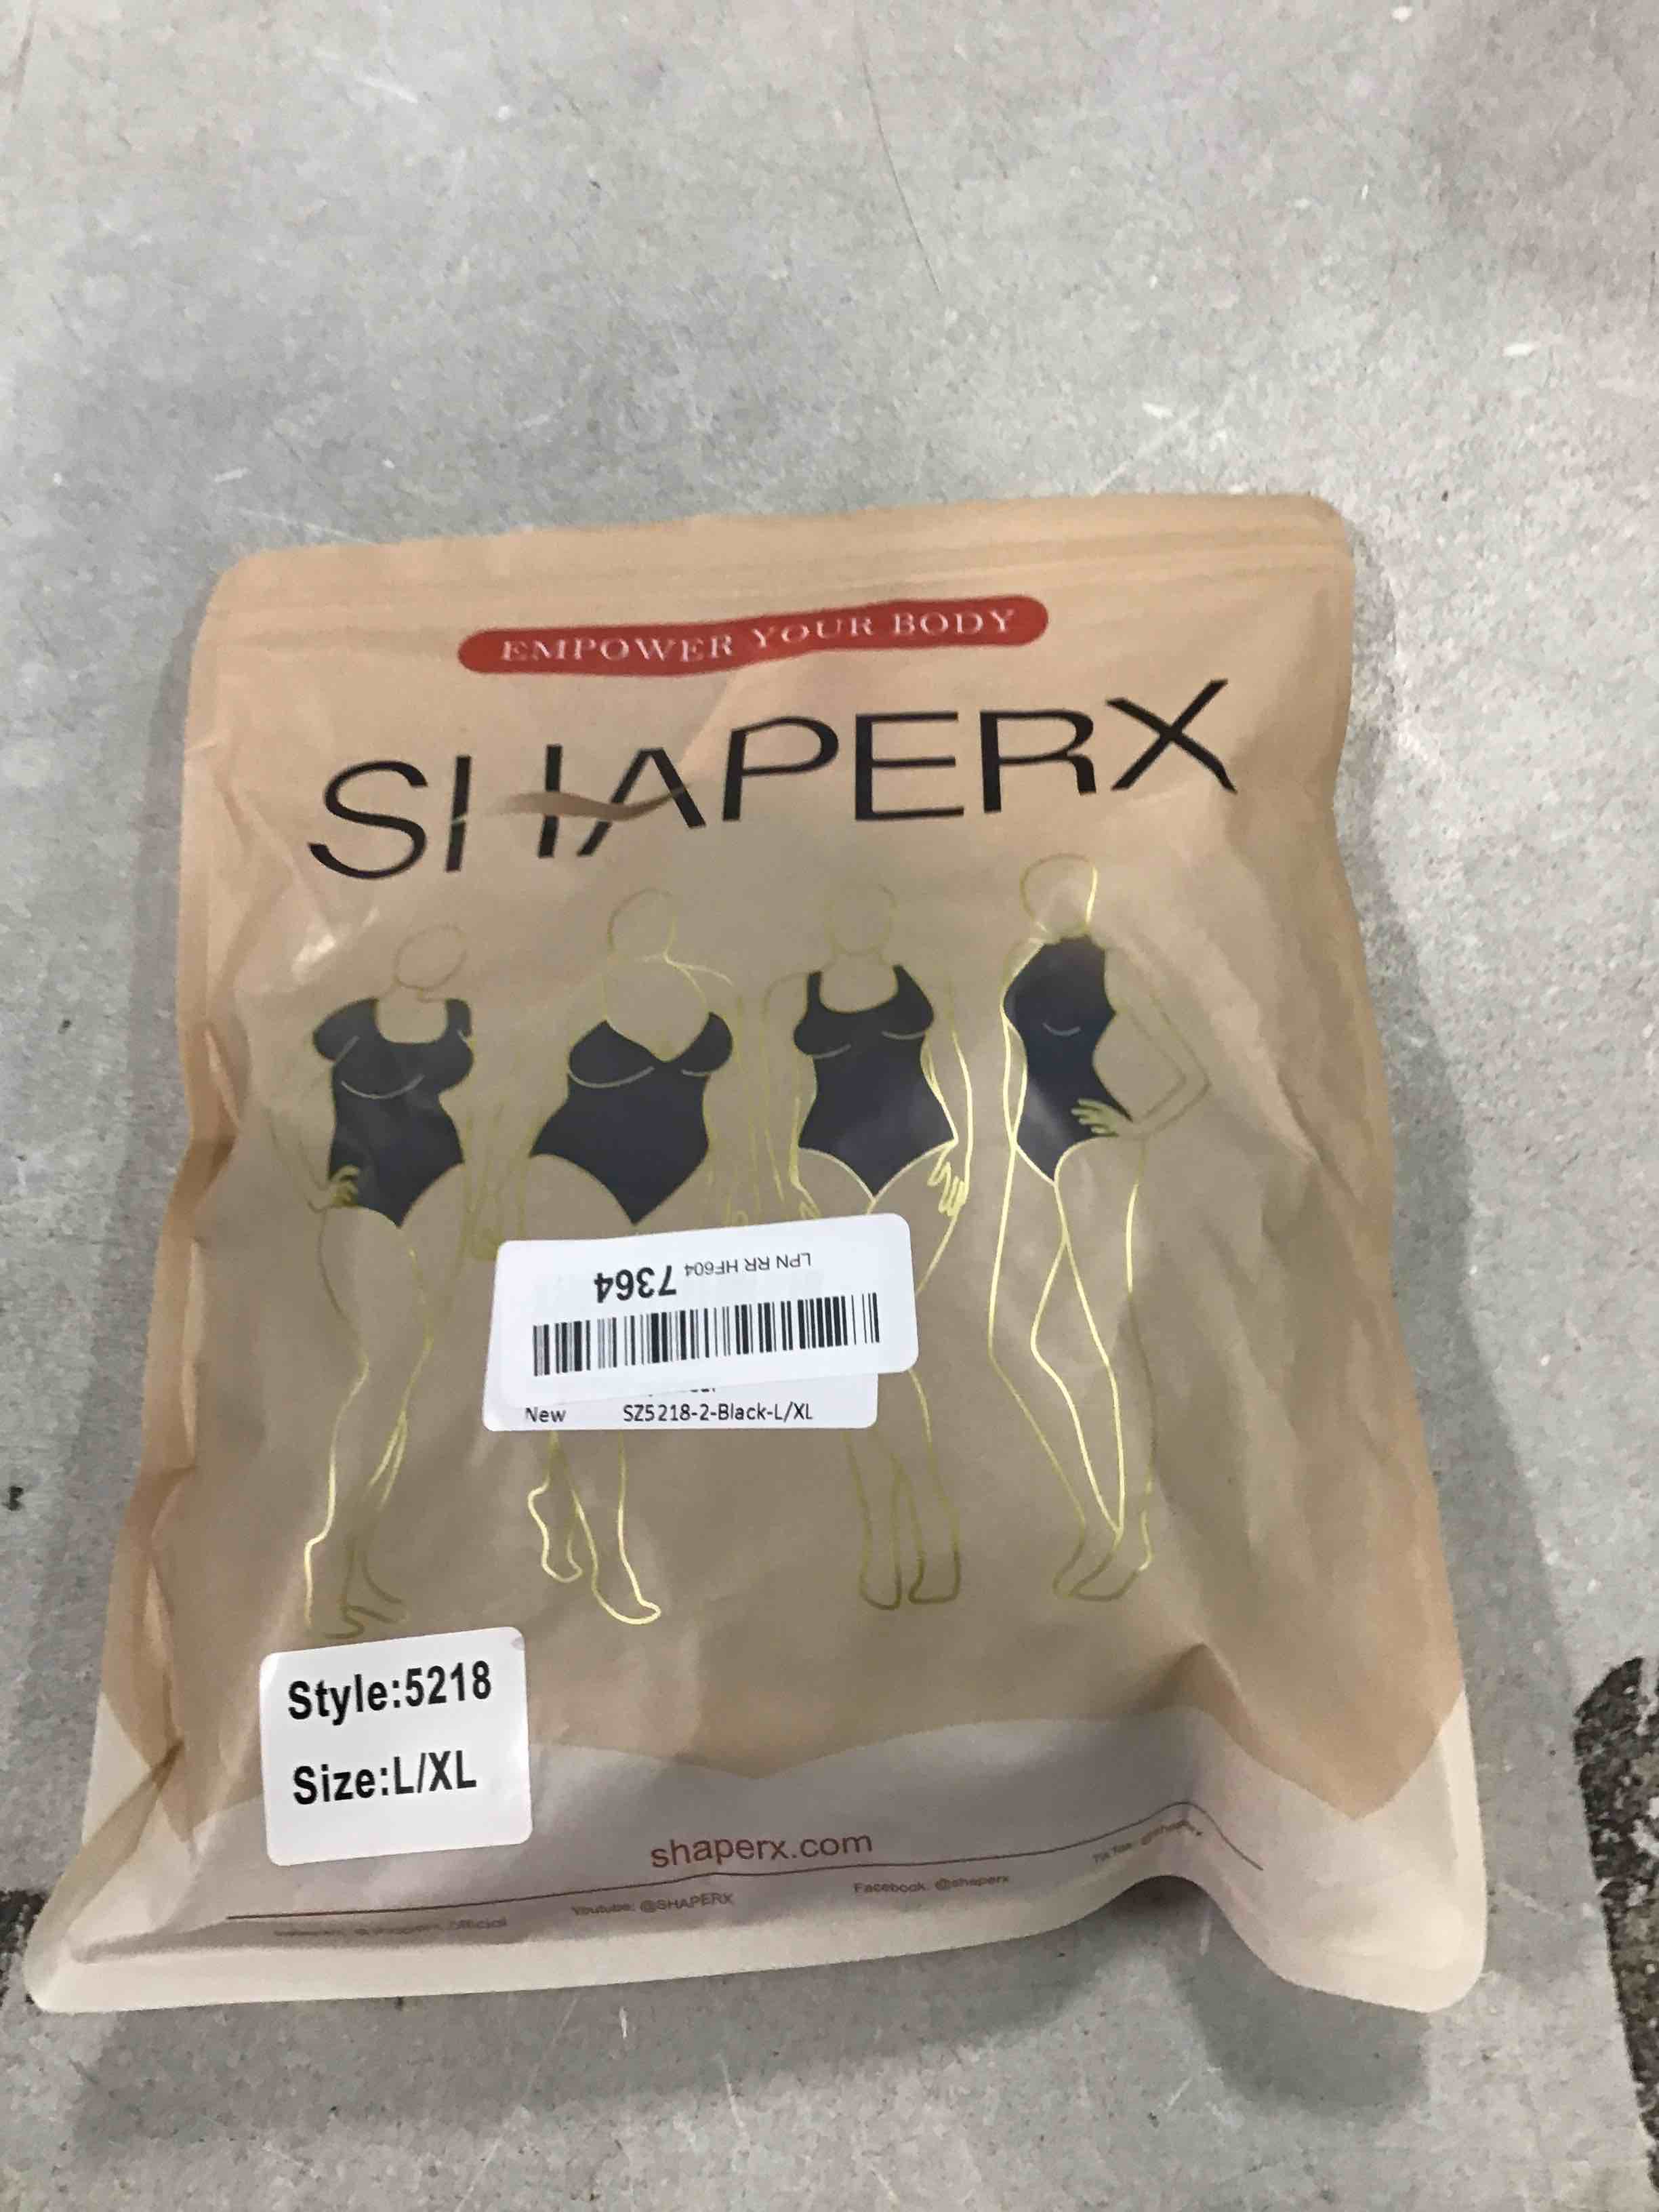 EMPOWER YOUR BODY
SHAPERX
LPN RR HF604 7364
New SZ5218-2-Black-L/XL
Style:5218
Size:L/XL
shaperx.com
Youtube: @SHAPERX
Facebook: @shaperx